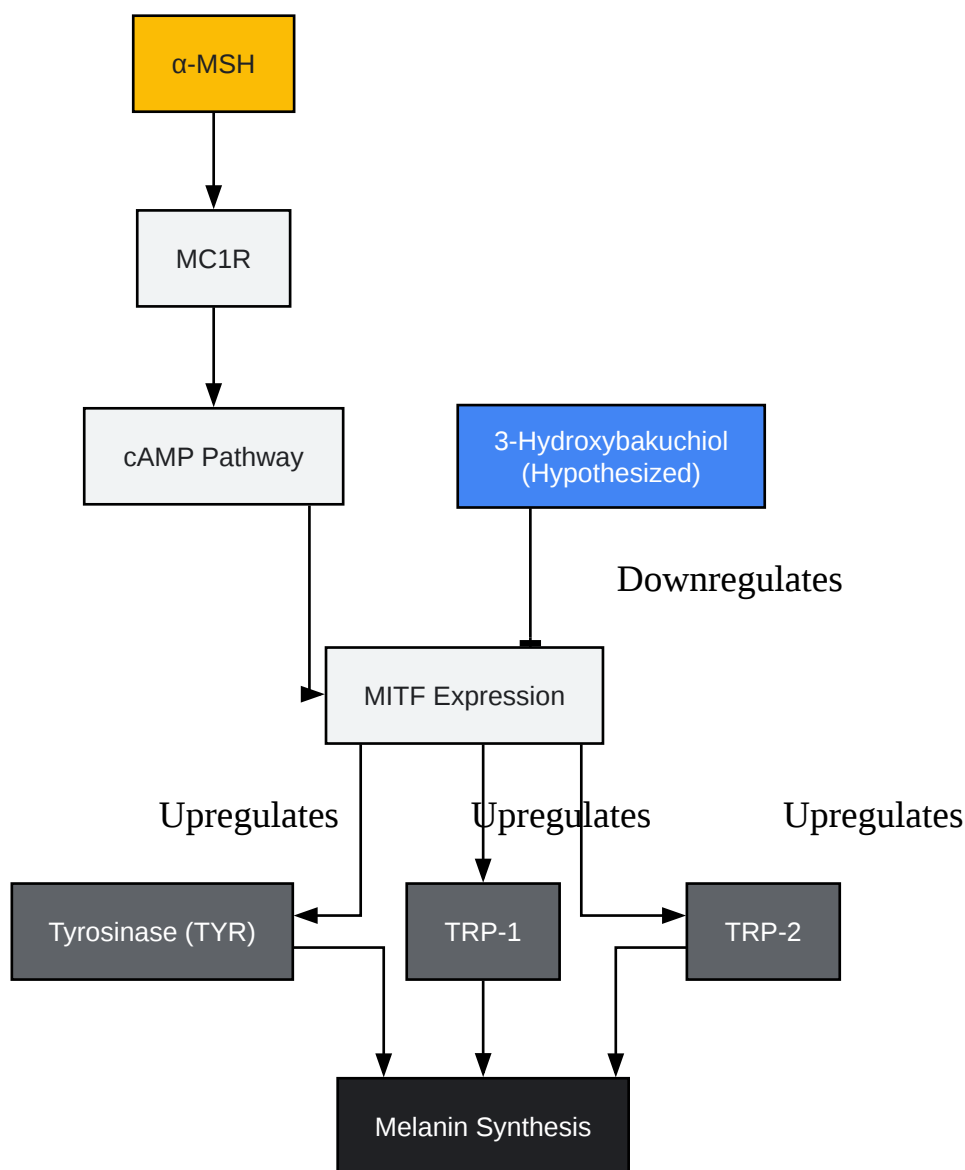 α-MSH
MC1R
cAMP Pathway
3-Hydroxybakuchiol
(Hypothesized)
Downregulates
MITF Expression
Upregulates
Upregulates
Upregulates
Tyrosinase (TYR)
TRP-1
TRP-2
Melanin Synthesis